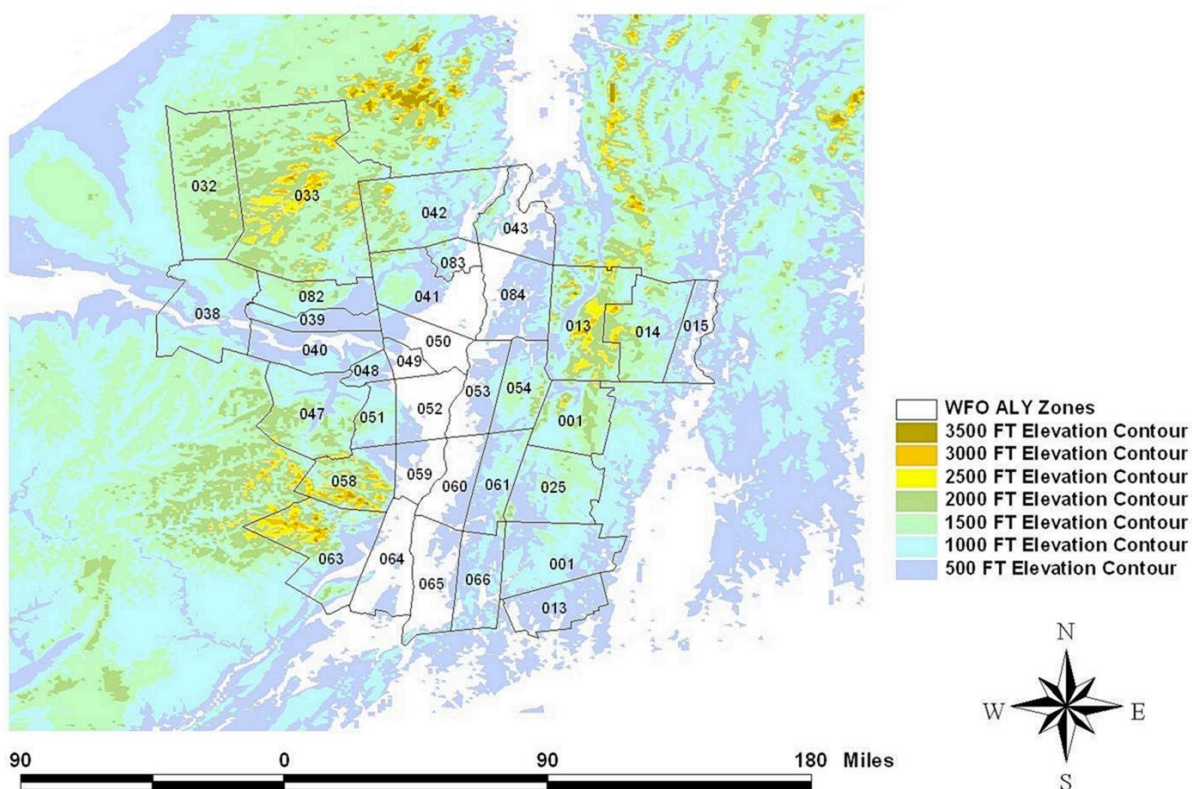 032
033
042
043
083
041
084
038
082
039
040
013
014
015
050
049
048
053
054
047
051
052
001
058
059
060
061
025
063
064
065
066
001
013
WFO ALY Zones
3500 FT Elevation Contour
3000 FT Elevation Contour
2500 FT Elevation Contour
2000 FT Elevation Contour
1500 FT Elevation Contour
1000 FT Elevation Contour
500 FT Elevation Contour
N
W E
S
90 0 90 180 Miles